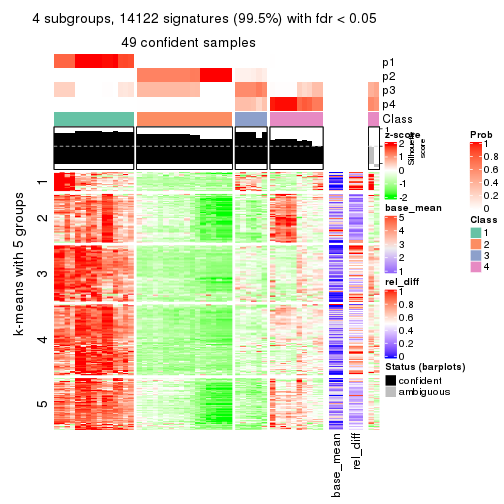 4 subgroups, 14122 signatures (99.5%) with fdr < 0.05
49 confident samples
p1
p2
p3
p4
Class
1
Silhouette
score
k-means with 5 groups
1
2
3
4
5
base_mean
rel_diff
z-score
2
1
0
-1
-2
base_mean
5
4
3
2
1
rel_diff
1
0.8
0.6
0.4
0.2
0
Status (barplots)
confident
ambiguous
Prob
1
0.8
0.6
0.4
0.2
0
Class
1
2
3
4